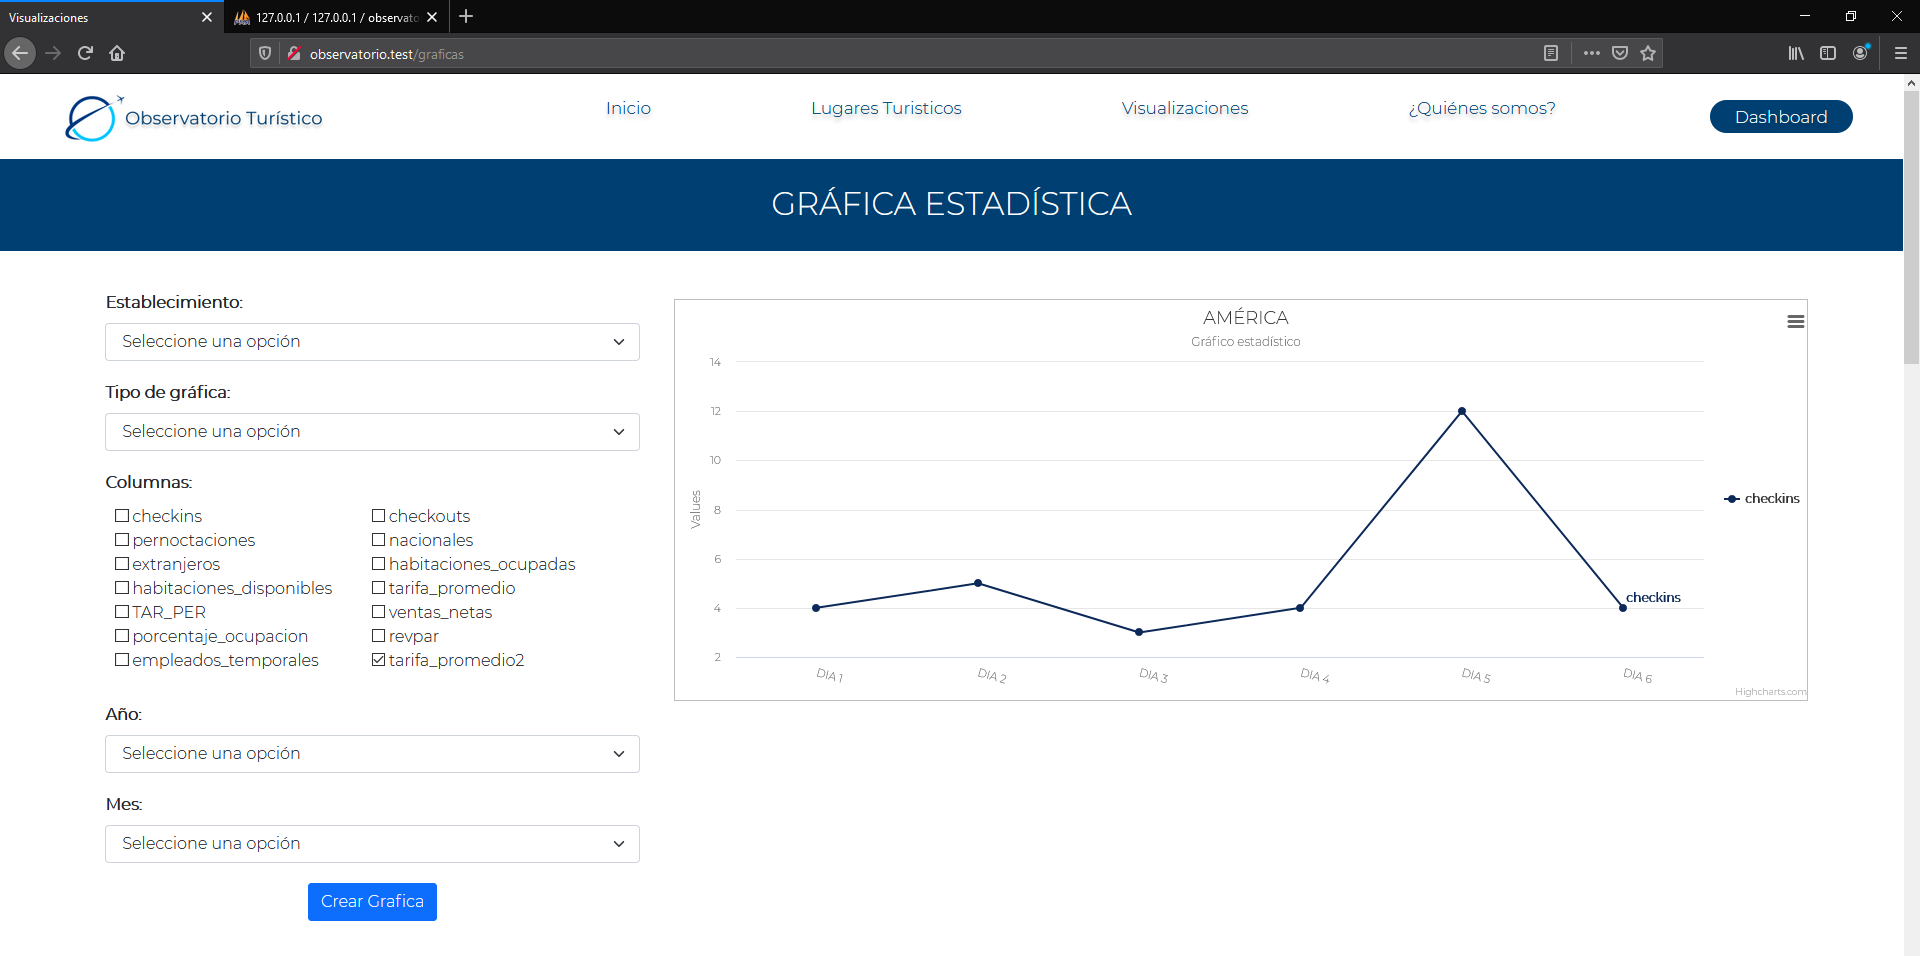 Visualizaciones
127.0.0.1 / 127.0.0.1 / observato
observatorio.test/graficas
Observatorio Turístico
Inicio
Lugares Turisticos
Visualizaciones
¿Quiénes somos?
Dashboard
GRÁFICA ESTADÍSTICA
Establecimiento:
Seleccione una opción
Tipo de gráfica:
Seleccione una opción
Columnas:
checkins
checkouts
pernoctaciones
nacionales
extranjeros
habitaciones_ocupadas
habitaciones_disponibles
tarifa_promedio
TAR_PER
ventas_netas
porcentaje_ocupacion
revpar
empleados_temporales
tarifa_promedio2
Año:
Seleccione una opción
Mes:
Seleccione una opción
Crear Grafica
AMÉRICA
Gráfico estadístico
14
12
10
8
6
4
2
Values
DIA 1
DIA 2
DIA 3
DIA 4
DIA 5
DIA 6
checkins
checkins
Highcharts.com